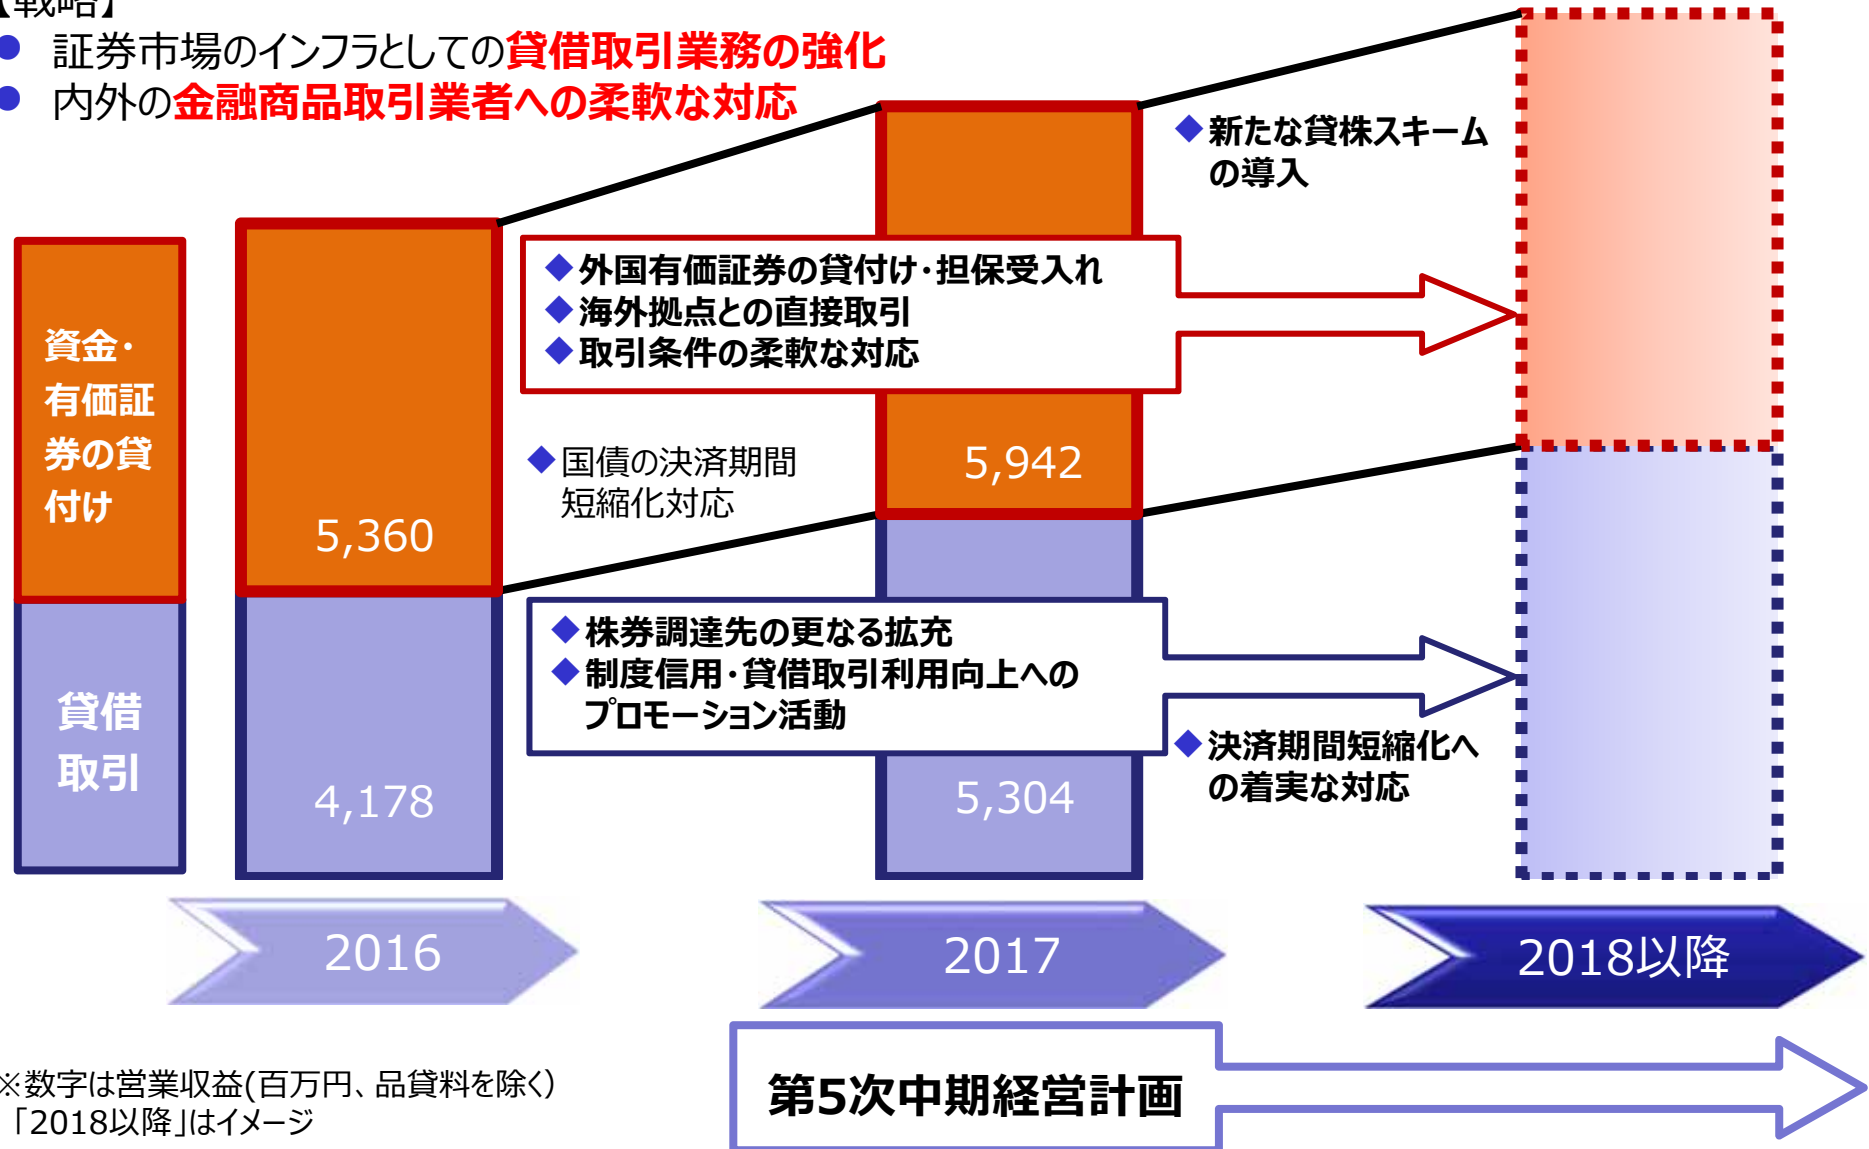 【戦略】
● 証券市場のインフラとしての貸借取引業務の強化
● 内外の金融商品取引業者への柔軟な対応
◆新たな貸株スキーム
の導入
◆外国有価証券の貸付け・担保受入れ
◆海外拠点との直接取引
◆取引条件の柔軟な対応
資金・
有価証
券の貸
付け
◆国債の決済期間
短縮化対応
5,942
5,360
◆株券調達先の更なる拡充
◆制度信用・貸借取引利用向上への
プロモーション活動
貸借
取引
◆決済期間短縮化へ
の着実な対応
4,178
5,304
2016
2017
2018以降
第5次中期経営計画
※数字は営業収益(百万円、品貸料を除く)
「2018以降」はイメージ